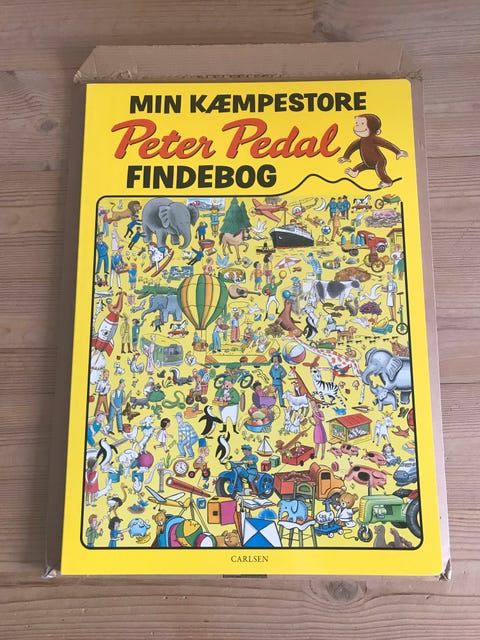 MIN KÆMPESTORE
Peter Pedal
FINDEBOG
CARLSEN